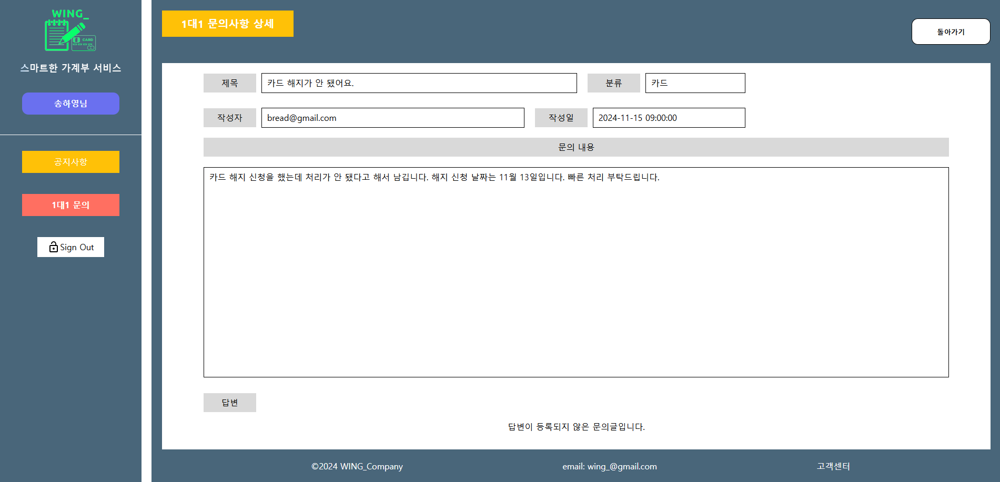 WING_
CARD
스마트한 가계부 서비스
송하영님
공지사항
1대1 문의
Sign Out
1대1 문의사항 상세
돌아가기
제목 카드 해지가 안 됐어요. 분류 카드
작성자 bread@gmail.com 작성일 2024-11-15 09:00:00
문의 내용
카드 해지 신청을 했는데 처리가 안 됐다고 해서 남깁니다. 해지 신청 날짜는 11월 13일입니다. 빠른 처리 부탁드립니다.
답변
답변이 등록되지 않은 문의글입니다.
©2024 WING_Company email: wing_@gmail.com 고객센터